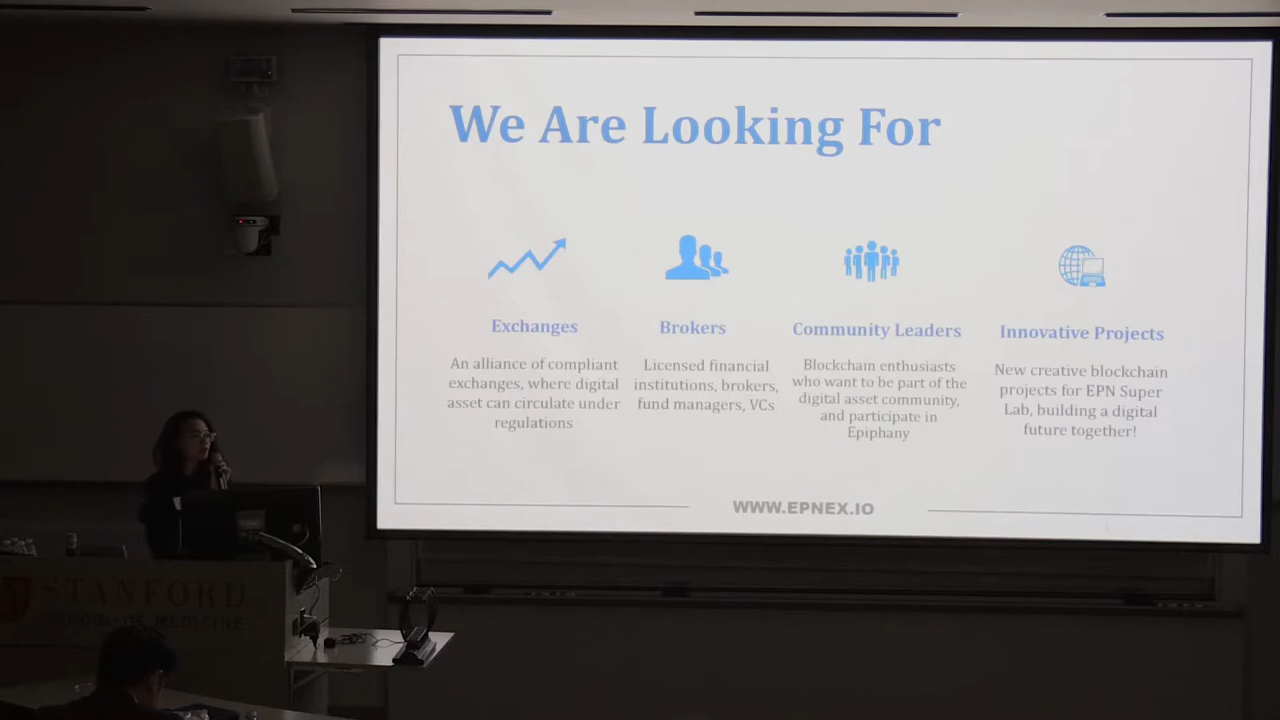 We Are Looking For
Exchanges
An alliance of compliant
exchanges, where digital
asset can circulate under
regulations
Brokers
Licensed financial
institutions, brokers,
fund managers, VCs
Community Leaders
Blockchain enthusiasts
who want to be part of the
digital asset community,
and participate in
Epiphany
Innovative Projects
New creative blockchain
projects for EPN Super
Lab, building a digital
future together!
WWW.EPNEX.IO
STANFORD
SCHOOL OF MEDICINE